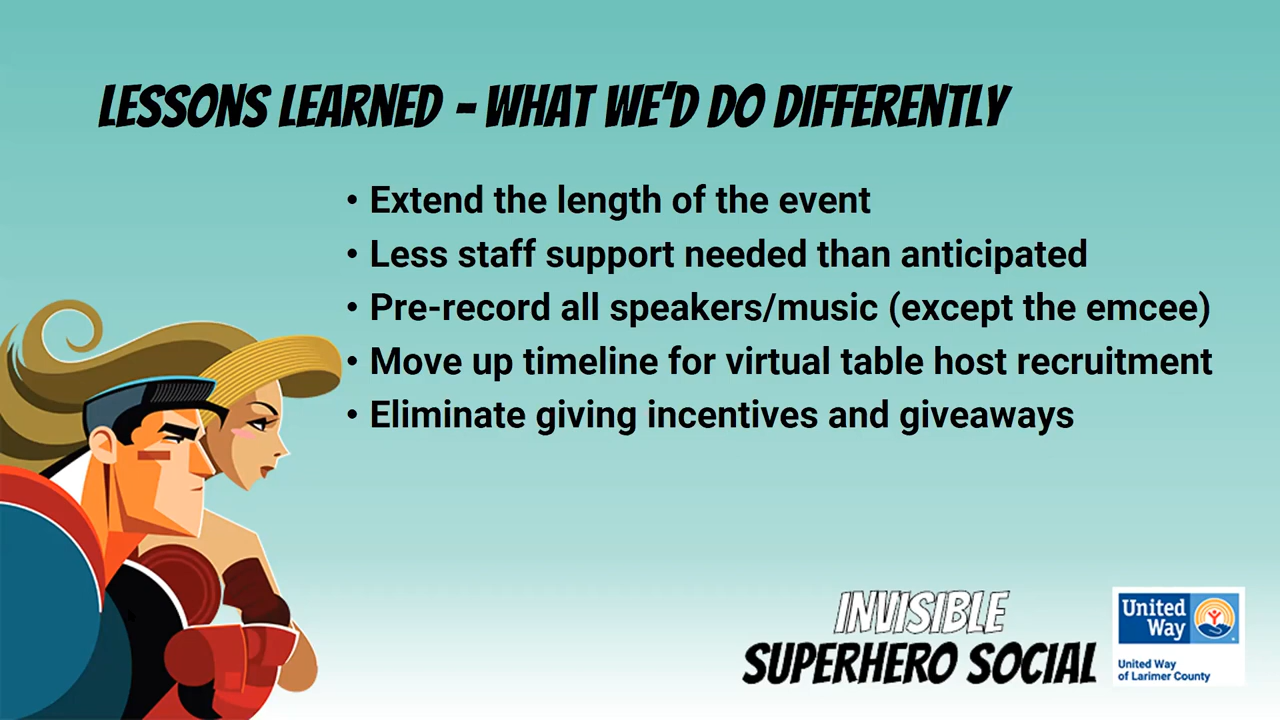 LESSONS LEARNED - WHAT WE'D DO DIFFERENTLY
• Extend the length of the event
• Less staff support needed than anticipated
• Pre-record all speakers/music (except the emcee)
• Move up timeline for virtual table host recruitment
• Eliminate giving incentives and giveaways
INVISIBLE
SUPERHERO SOCIAL
United
Way
United Way
of Larimer County